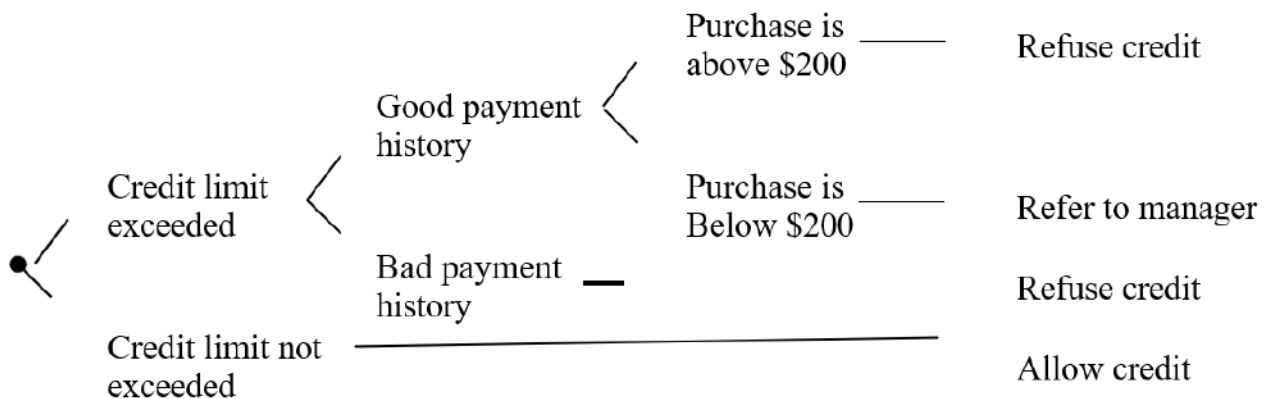 Purchase is
above $200
Refuse credit
Good payment
history
Credit limit
exceeded
Purchase is
Below $200
Refer to manager
Bad payment
history
Refuse credit
Credit limit not
exceeded
Allow credit